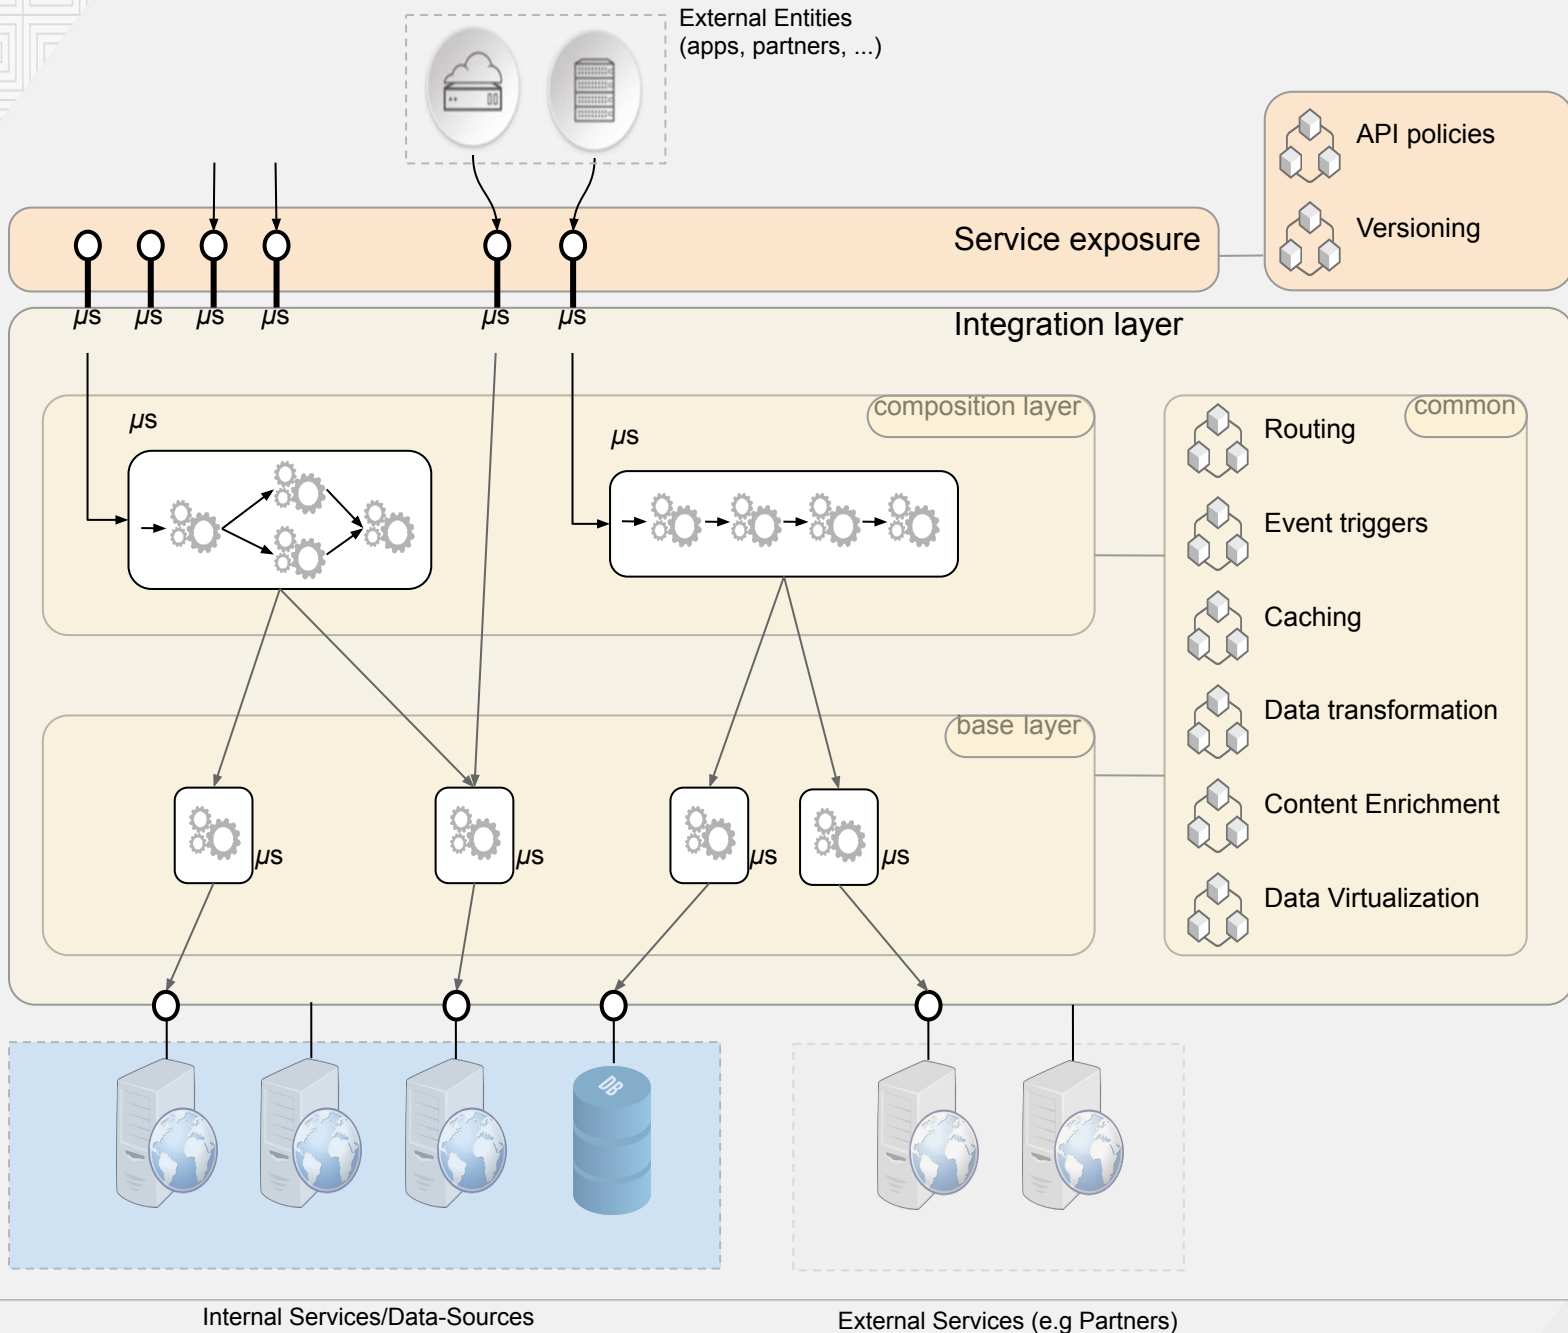 External Entities
(apps, partners, ...)
API policies
Versioning
Service exposure
µs µs µs µs µs µs
Integration layer
composition layer
common
µs
µs
Routing
Event triggers
Caching
Data transformation
Content Enrichment
Data Virtualization
base layer
µs µs µs µs
DB
Internal Services/Data-Sources
External Services (e.g Partners)